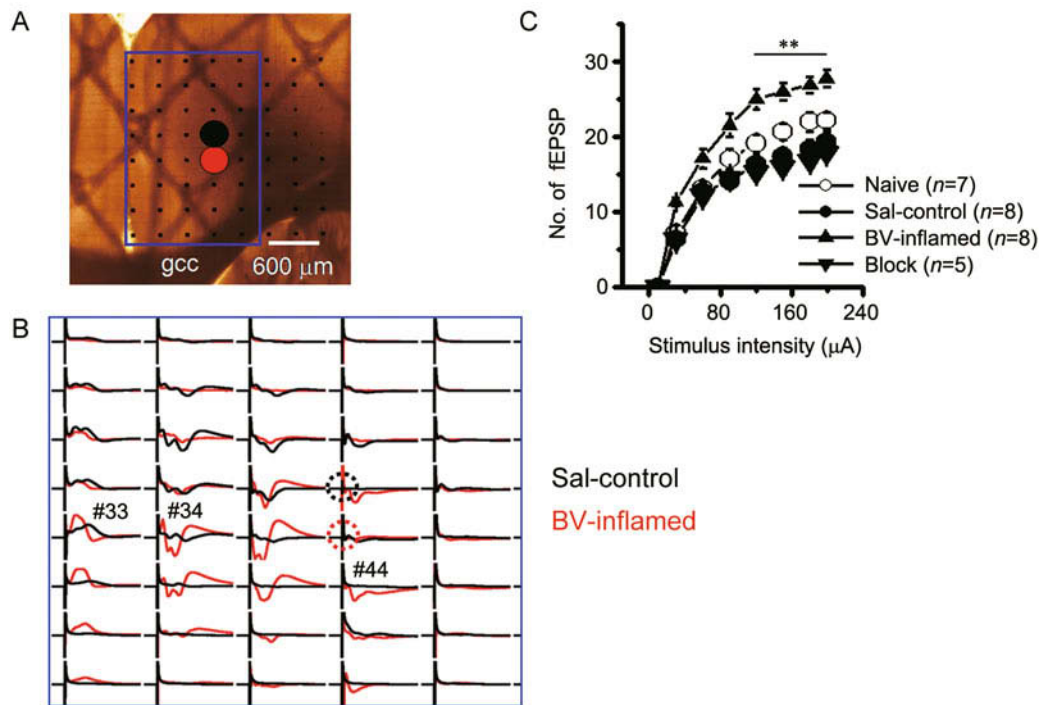 A
gcc
600 μm
B
#33
#34
#44
Sal-control
BV-inflamed
C
**
No. of fEPSP
30
20
10
0
0
80
160
240
Stimulus intensity (μA)
Naive (n=7)
Sal-control (n=8)
BV-inflamed (n=8)
Block (n=5)